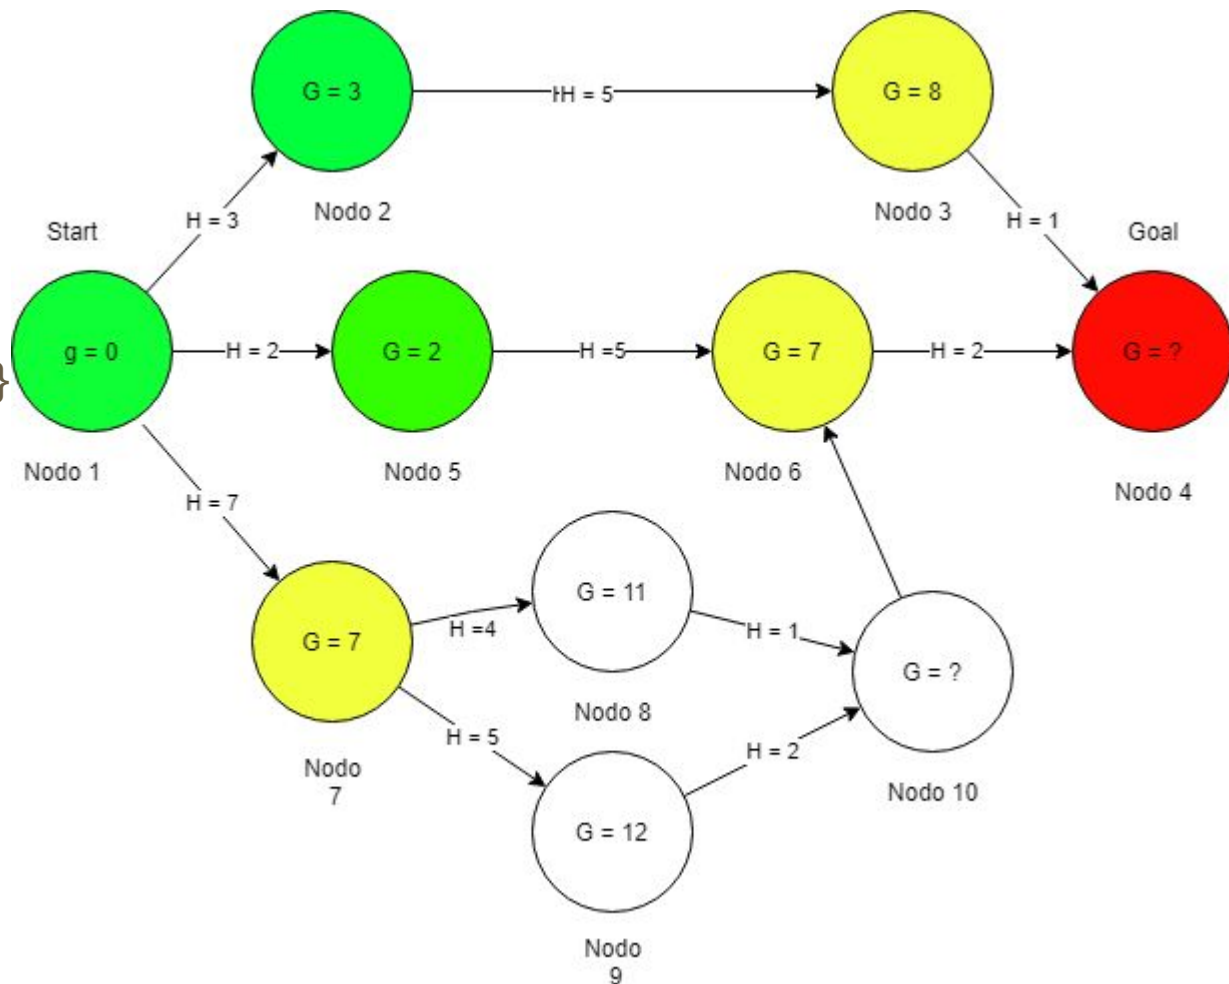 G = 3
H = 5
G = 8
Nodo 2
Nodo 3
H = 3
H = 1
Start
Goal
g = 0
H = 2
G = 2
H =5
G = 7
H = 2
G = ?
}
Nodo 1
Nodo 5
Nodo 6
Nodo 4
H = 7
G = 11
H =4
H = 1
G = 7
G = ?
Nodo 8
H = 5
H = 2
Nodo
7
Nodo 10
G = 12
Nodo
9